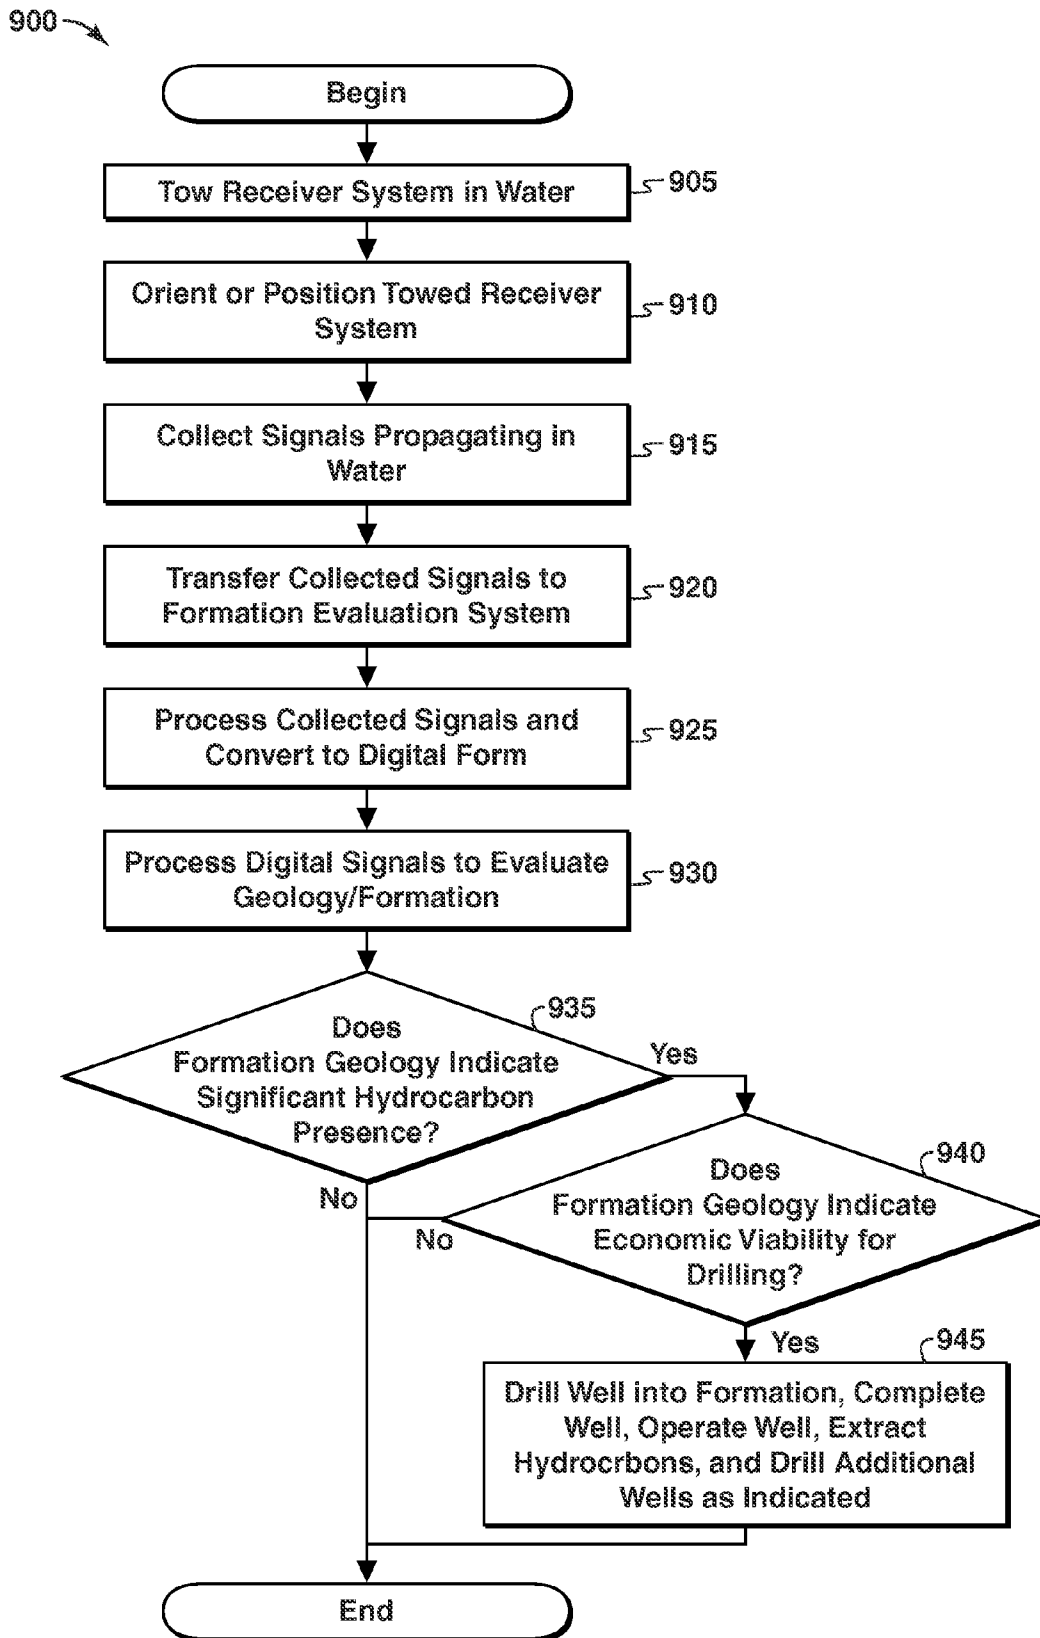 900
Begin
Tow Receiver System in Water
905
Orient or Position Towed Receiver
System
910
Collect Signals Propagating in
Water
915
Transfer Collected Signals to
Formation Evaluation System
920
Process Collected Signals and
Convert to Digital Form
925
Process Digital Signals to Evaluate
Geology/Formation
930
935
Does
Formation Geology Indicate
Significant Hydrocarbon
Presence?
Yes
No
940
Does
Formation Geology Indicate
Economic Viability for
Drilling?
No
Yes
945
Drill Well into Formation, Complete
Well, Operate Well, Extract
Hydrocrbons, and Drill Additional
Wells as Indicated
End